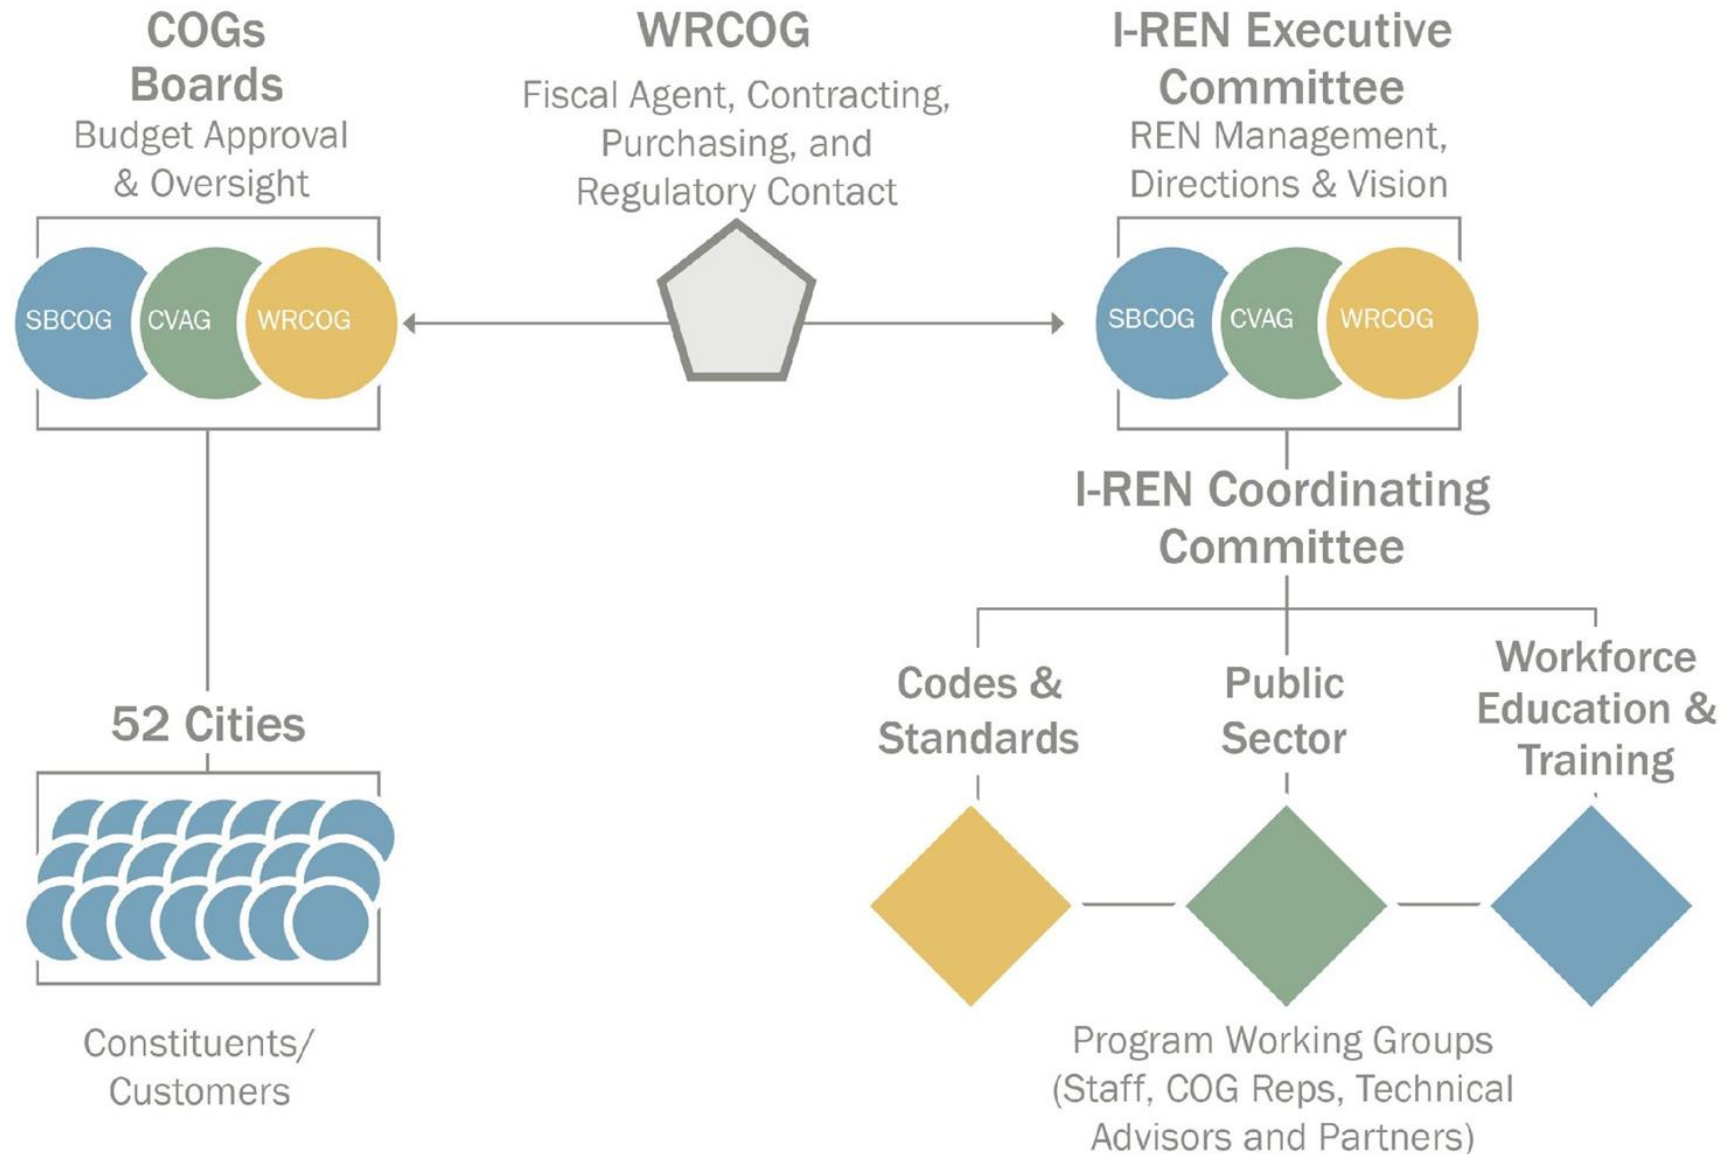 COGs
Boards
Budget Approval
& Oversight
SBCOG
CVAG
WRCOG
52 Cities
Constituents/
Customers
WRCOG
Fiscal Agent, Contracting,
Purchasing, and
Regulatory Contact
I-REN Executive
Committee
REN Management,
Directions & Vision
SBCOG
CVAG
WRCOG
I-REN Coordinating
Committee
Codes &
Standards
Public
Sector
Workforce
Education &
Training
Program Working Groups
(Staff, COG Reps, Technical
Advisors and Partners)